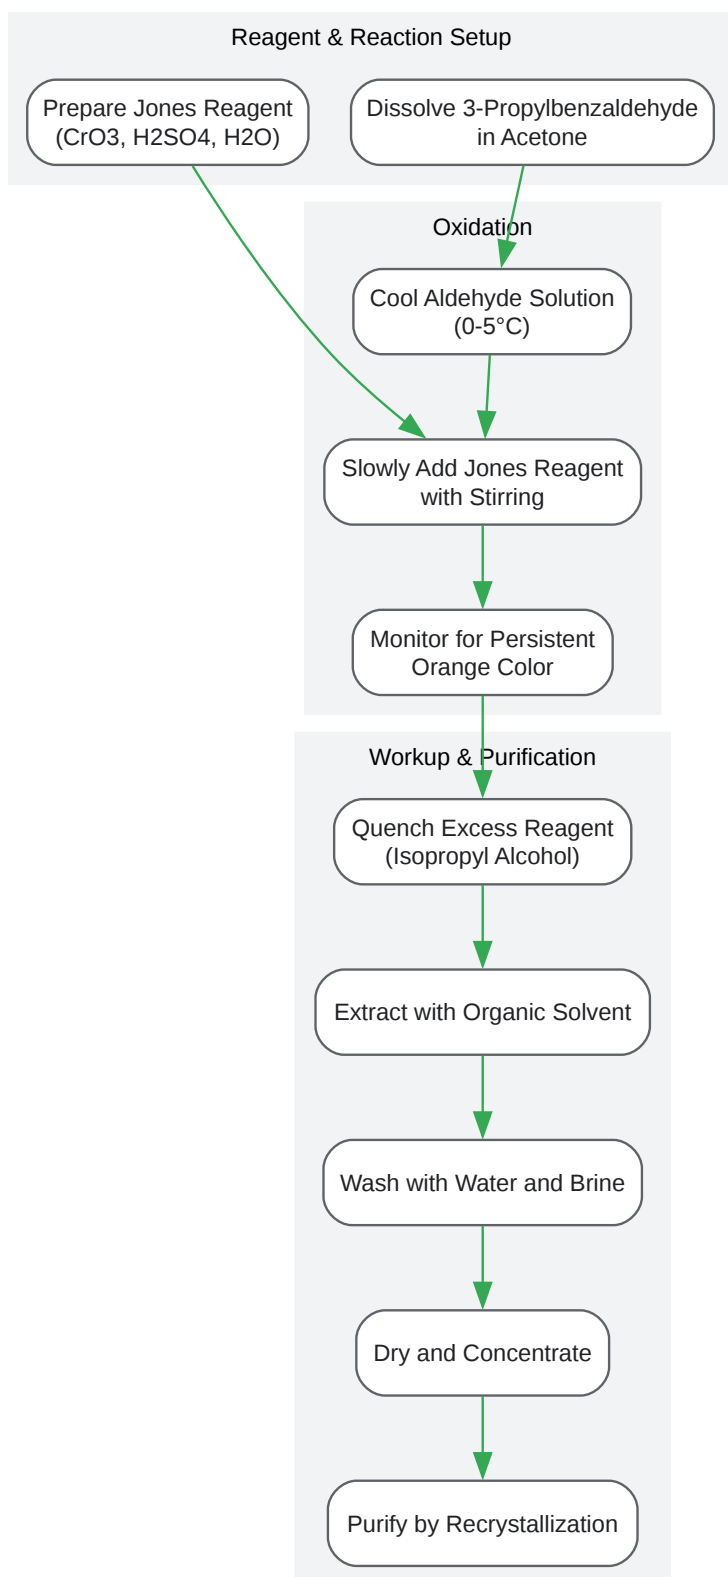 Reagent & Reaction Setup
Prepare Jones Reagent
(CrO3, H2SO4, H2O)
Dissolve 3-Propylbenzaldehyde
in Acetone
Oxidation
Cool Aldehyde Solution
(0-5°C)
Slowly Add Jones Reagent
with Stirring
Monitor for Persistent
Orange Color
Workup & Purification
Quench Excess Reagent
(Isopropyl Alcohol)
Extract with Organic Solvent
Wash with Water and Brine
Dry and Concentrate
Purify by Recrystallization